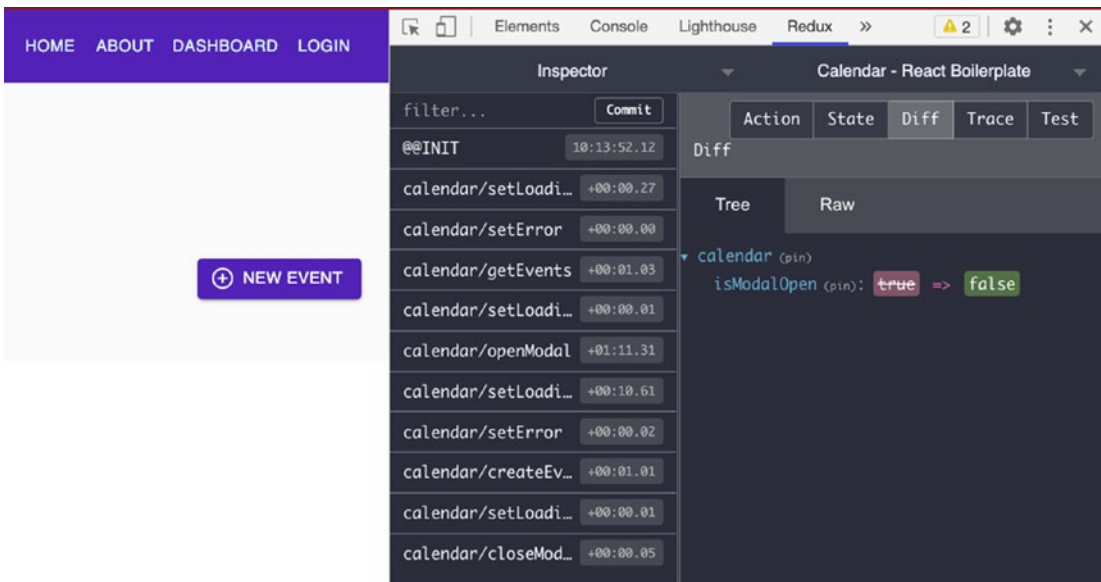 HOME ABOUT DASHBOARD LOGIN
NEW EVENT
Elements Console Lighthouse Redux » 2
Inspector Calendar - React Boilerplate
filter... Commit
@@INIT 10:13:52.12
calendar/setLoadi… +00:00.27
calendar/setError +00:00.00
calendar/getEvents +00:01.03
calendar/setLoadi… +00:00.01
calendar/openModal +01:11.31
calendar/setLoadi… +00:10.61
calendar/setError +00:00.02
calendar/createEv… +00:01.01
calendar/setLoadi… +00:00.01
calendar/closeMod… +00:00.05
Action State Diff Trace Test
Diff
Tree Raw
calendar (pin)
isModalOpen (pin): true => false